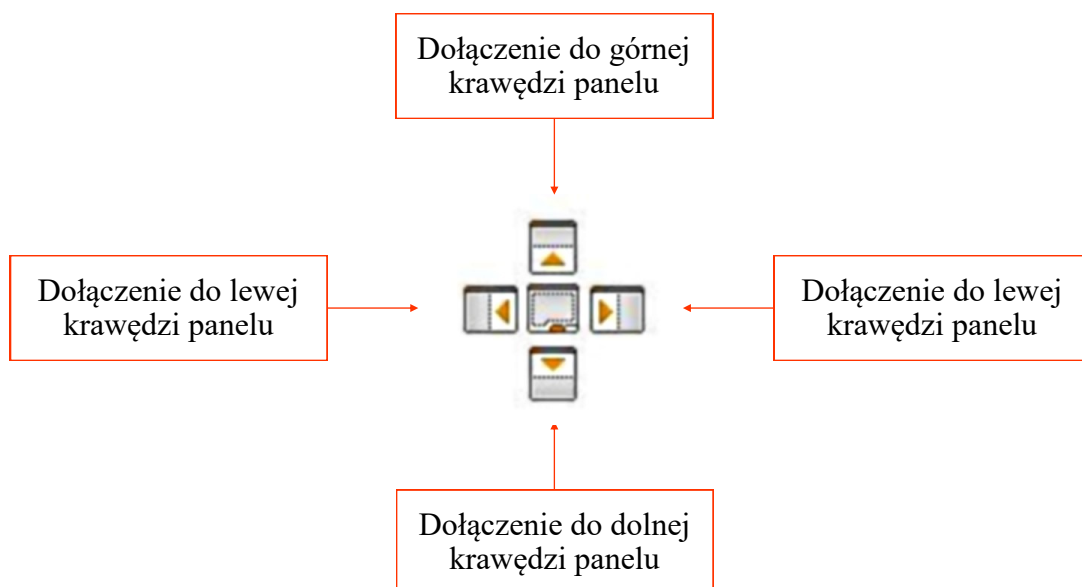 Dołączenie do górnej
krawędzi panelu
Dołączenie do lewej
krawędzi panelu
Dołączenie do lewej
krawędzi panelu
Dołączenie do dolnej
krawędzi panelu